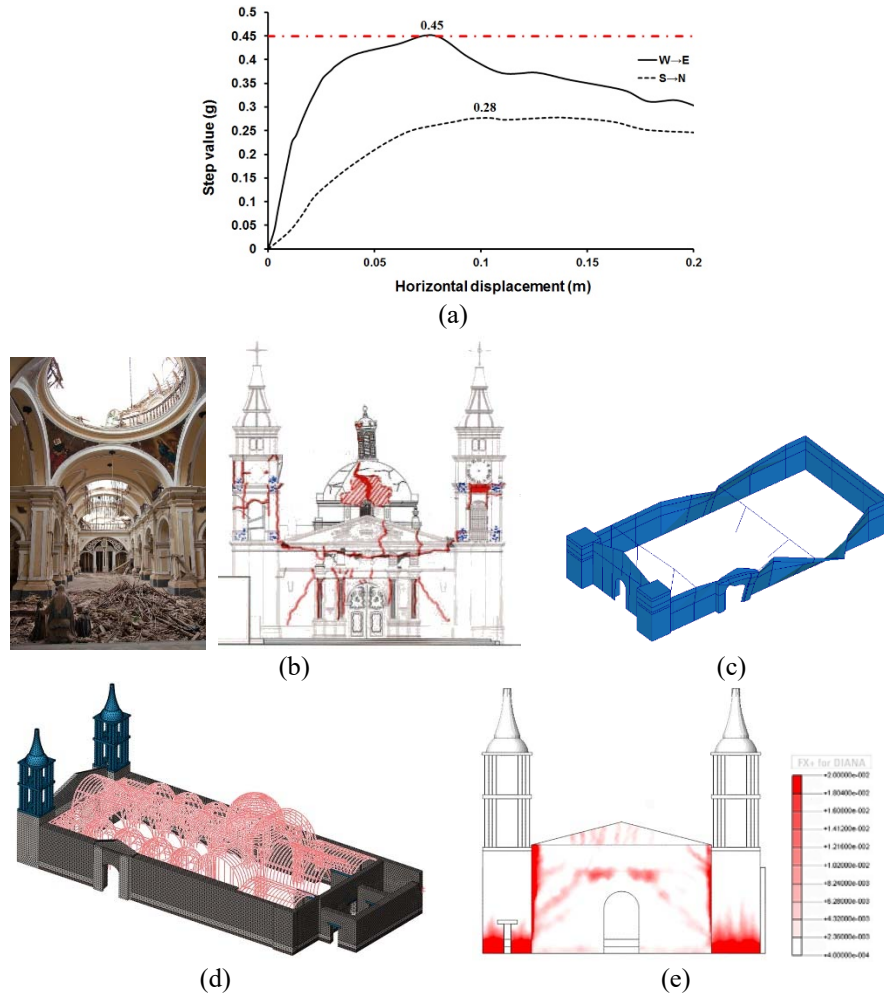 0.5
0.45
0.4
0.35
0.3
0.25
0.2
0.15
0.1
0.05
0
Step value (g)
0.45
0.28
W→E
S→N
0
0.05
0.1
0.15
0.2
Horizontal displacement (m)
(a)
(b)
(c)
(d)
FX+ for DIANA
+2.00000e-002
+1.80400e-002
+1.60800e-002
+1.41200e-002
+1.21600e-002
+1.02000e-002
+8.24000e-003
+6.28000e-003
+4.32000e-003
+2.36000e-003
+4.00000e-004
(e)